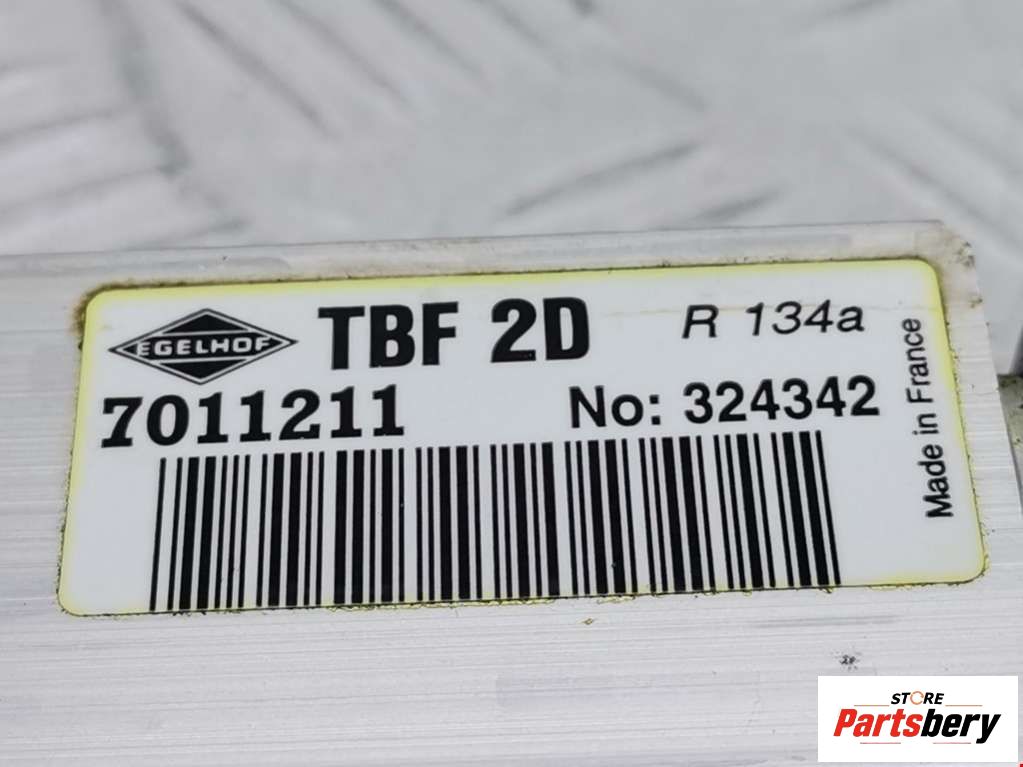 EGELHOF TBF 2D R 134a
7011211 No: 324342
Made in France
STORE
Partsbery